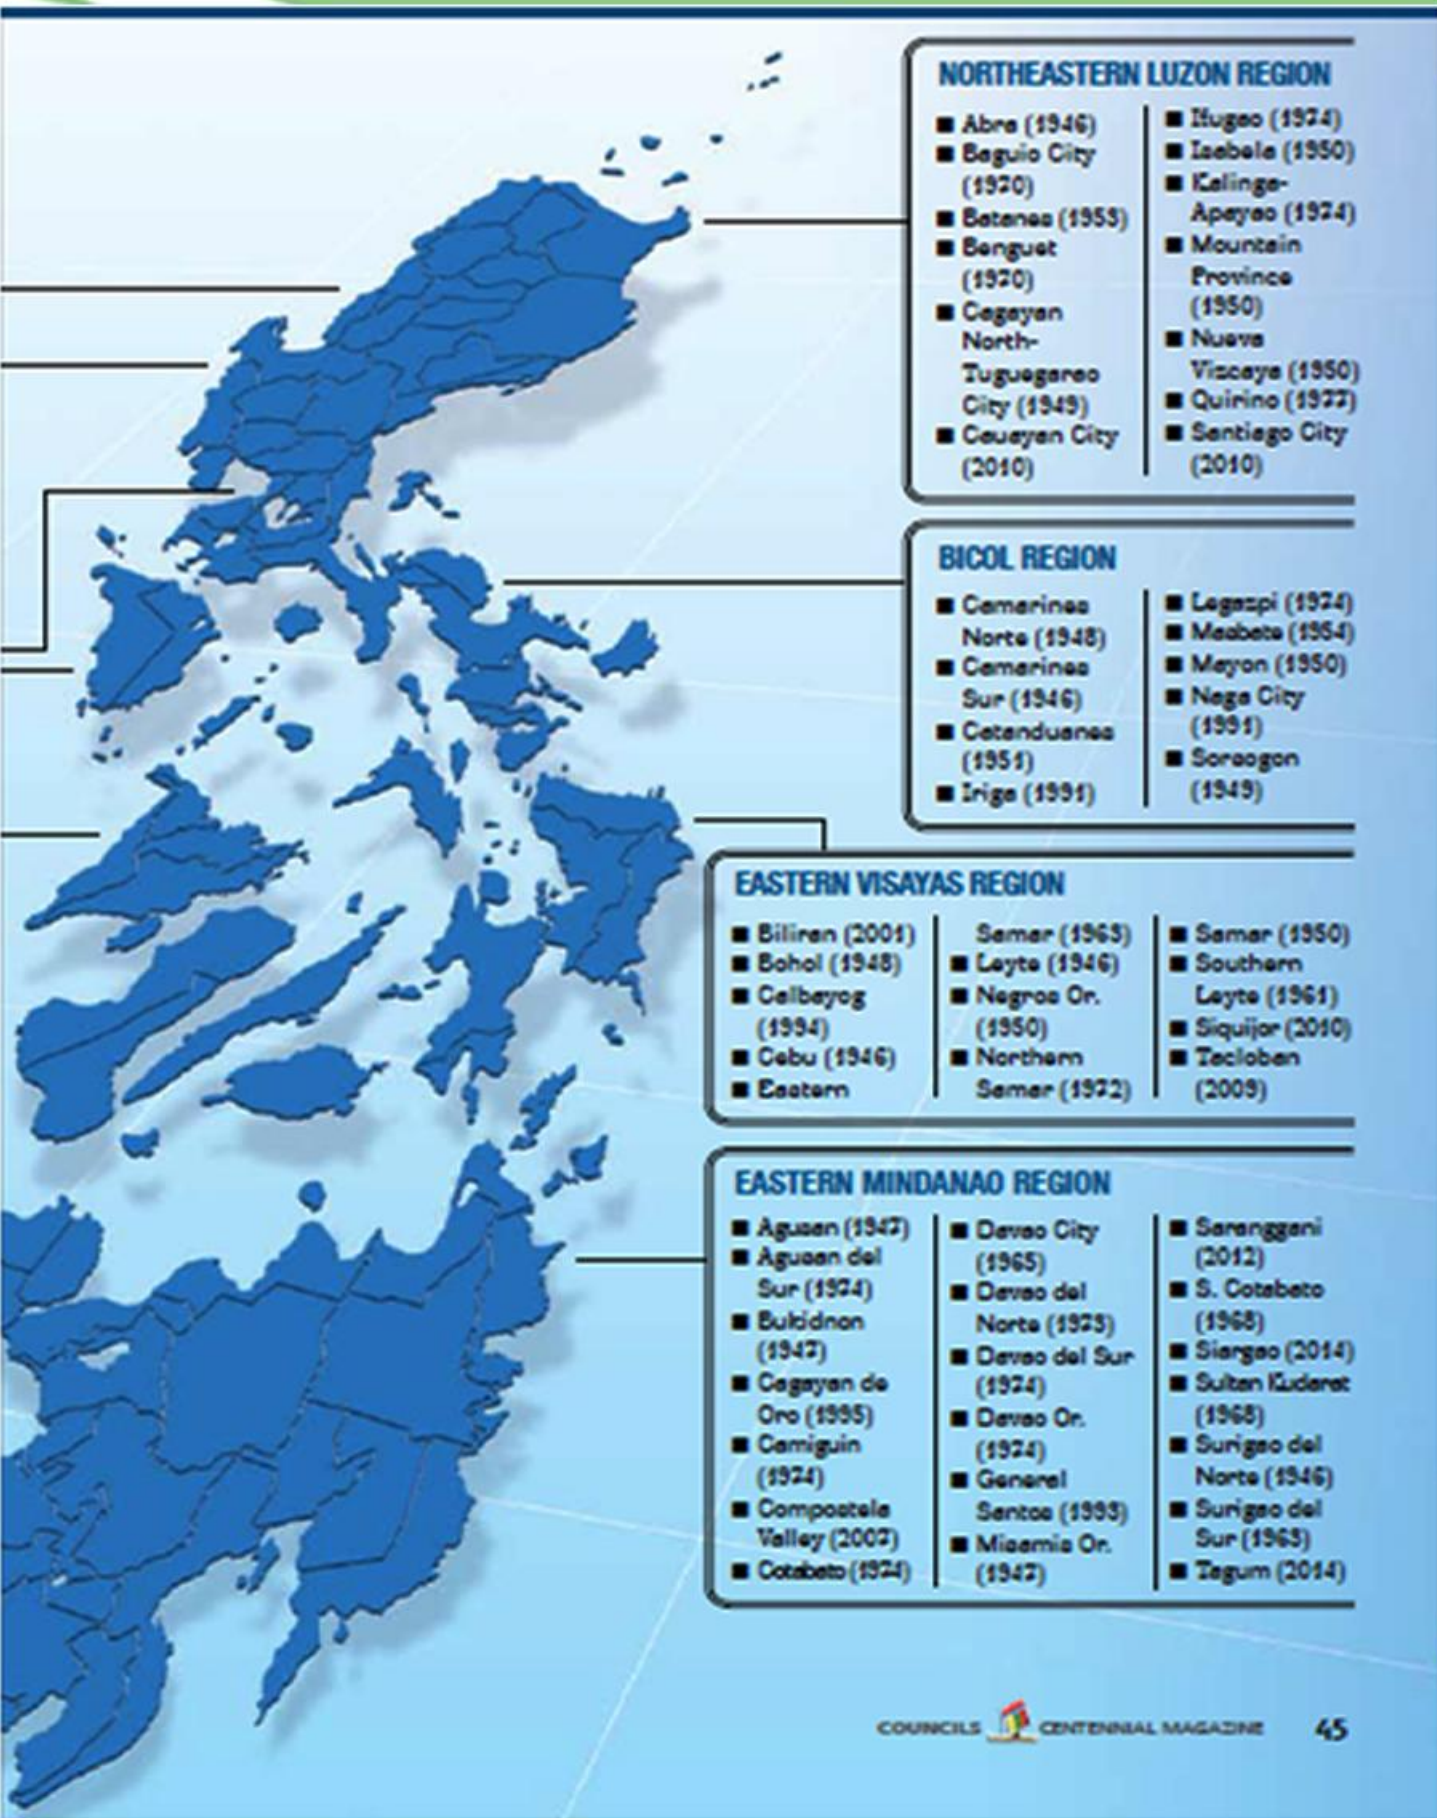 NORTHEASTERN LUZON REGION
■ Abra (1946)
■ Baguio City
(1970)
■ Batanes (1953)
■ Benguet
(1970)
■ Cagayan
North-
Tuguegarao
City (1949)
■ Cauayan City
(2010)
■ Ifugao (1974)
■ Isabela (1950)
■ Kalinga-
Apayao (1974)
■ Mountain
Province
(1950)
■ Nueva
Vizcaya (1950)
■ Quirino (1977)
■ Santiago City
(2010)
BICOL REGION
■ Camarines
Norte (1948)
■ Camarines
Sur (1946)
■ Catanduanes
(1951)
■ Iriga (1991)
■ Legazpi (1974)
■ Masbate (1954)
■ Mayon (1950)
■ Naga City
(1991)
■ Sorsogon
(1949)
EASTERN VISAYAS REGION
■ Biliran (2001)
■ Bohol (1948)
■ Calbayog
(1994)
■ Cebu (1946)
■ Eastern
Samar (1963)
■ Leyte (1946)
■ Negros Or.
(1950)
■ Northern
Samar (1972)
■ Samar (1950)
■ Southern
Leyte (1961)
■ Siquijor (2010)
■ Tacloban
(2009)
EASTERN MINDANAO REGION
■ Agusan (1947)
■ Agusan del
Sur (1974)
■ Bukidnon
(1947)
■ Cagayan de
Oro (1995)
■ Camiguin
(1974)
■ Compostela
Valley (2007)
■ Cotabato (1974)
■ Davao City
(1965)
■ Davao del
Norte (1973)
■ Davao del Sur
(1974)
■ Davao Or.
(1974)
■ General
Santos (1993)
■ Misamis Or.
(1947)
■ Saranggani
(2012)
■ S. Cotabato
(1968)
■ Siargao (2014)
■ Sultan Kudarat
(1968)
■ Surigao del
Norte (1946)
■ Surigao del
Sur (1963)
■ Tagum (2014)
COUNCILS CENTENNIAL MAGAZINE 45